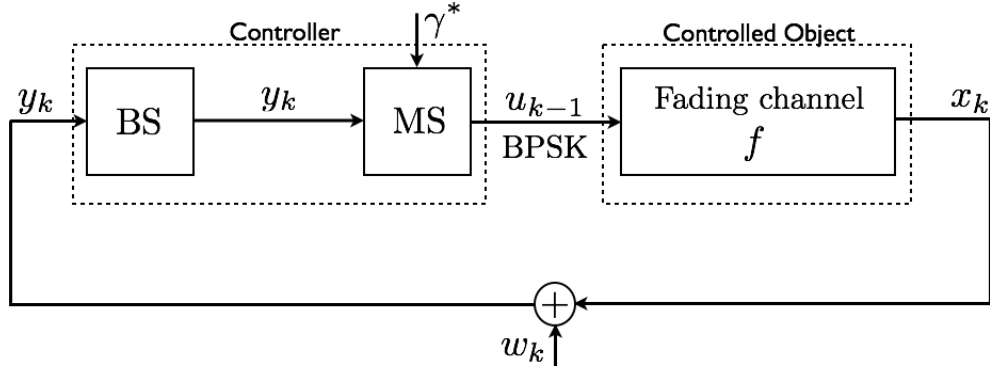 γ*
Controller
Controlled Object
y_k
BS
y_k
MS
u_{k−1}
BPSK
Fading channel
f
x_k
+
w_k